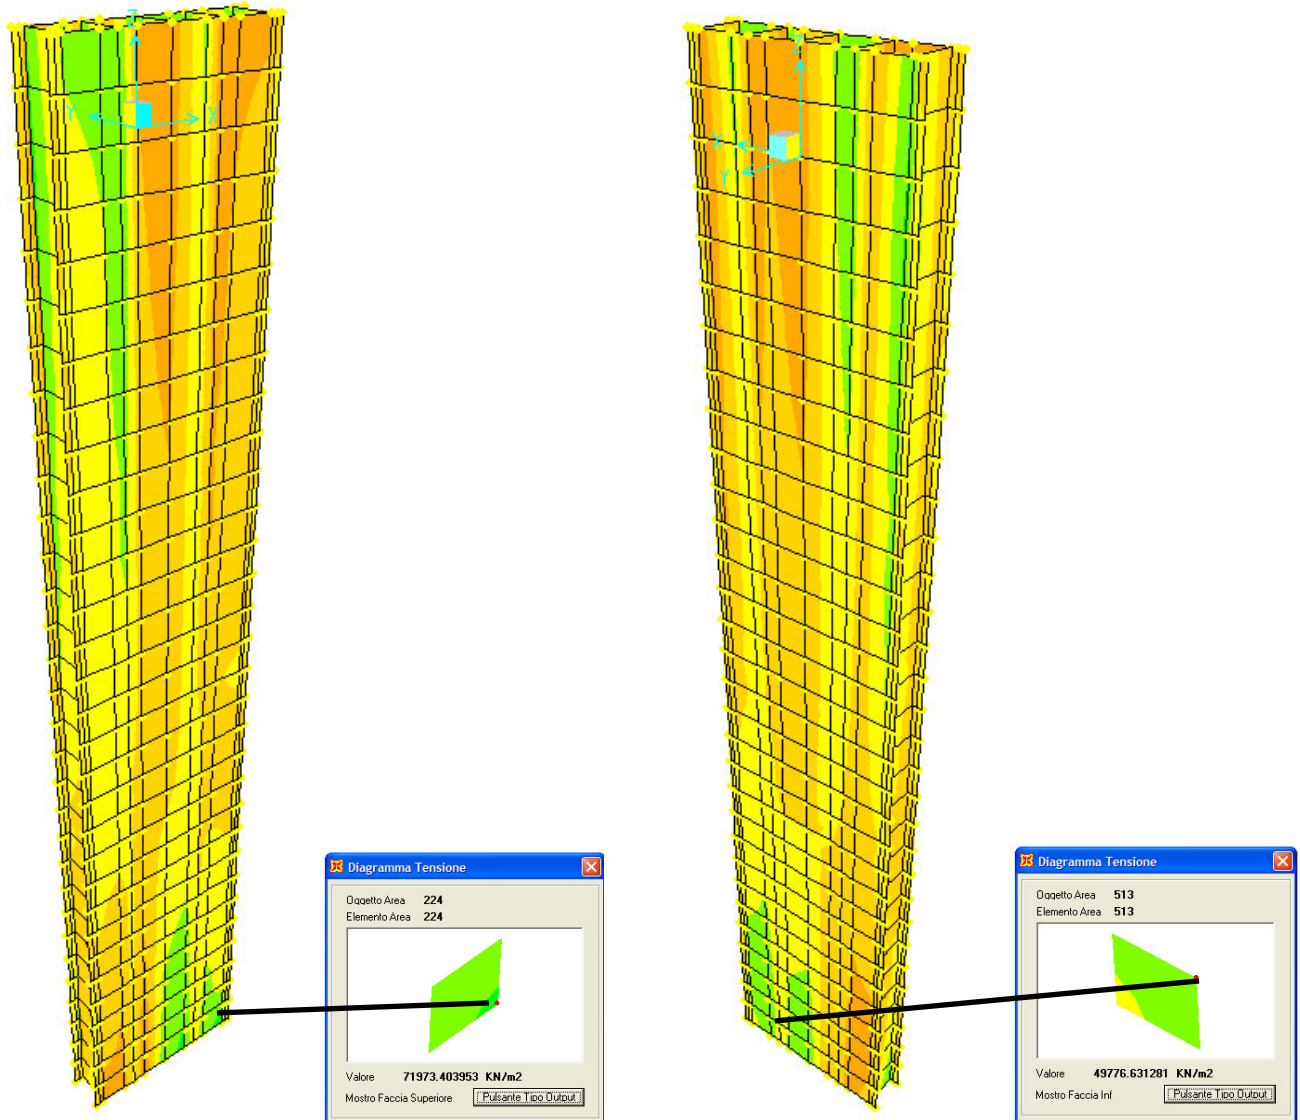 Z
Y
X
Z
X
Y
Diagramma Tensione
Oggetto Area 224
Elemento Area 224
Valore 71973.403953 KN/m2
Mostro Faccia Superiore Pulsante Tipo Output
Diagramma Tensione
Oggetto Area 513
Elemento Area 513
Valore 49776.631281 KN/m2
Mostro Faccia Inf Pulsante Tipo Output